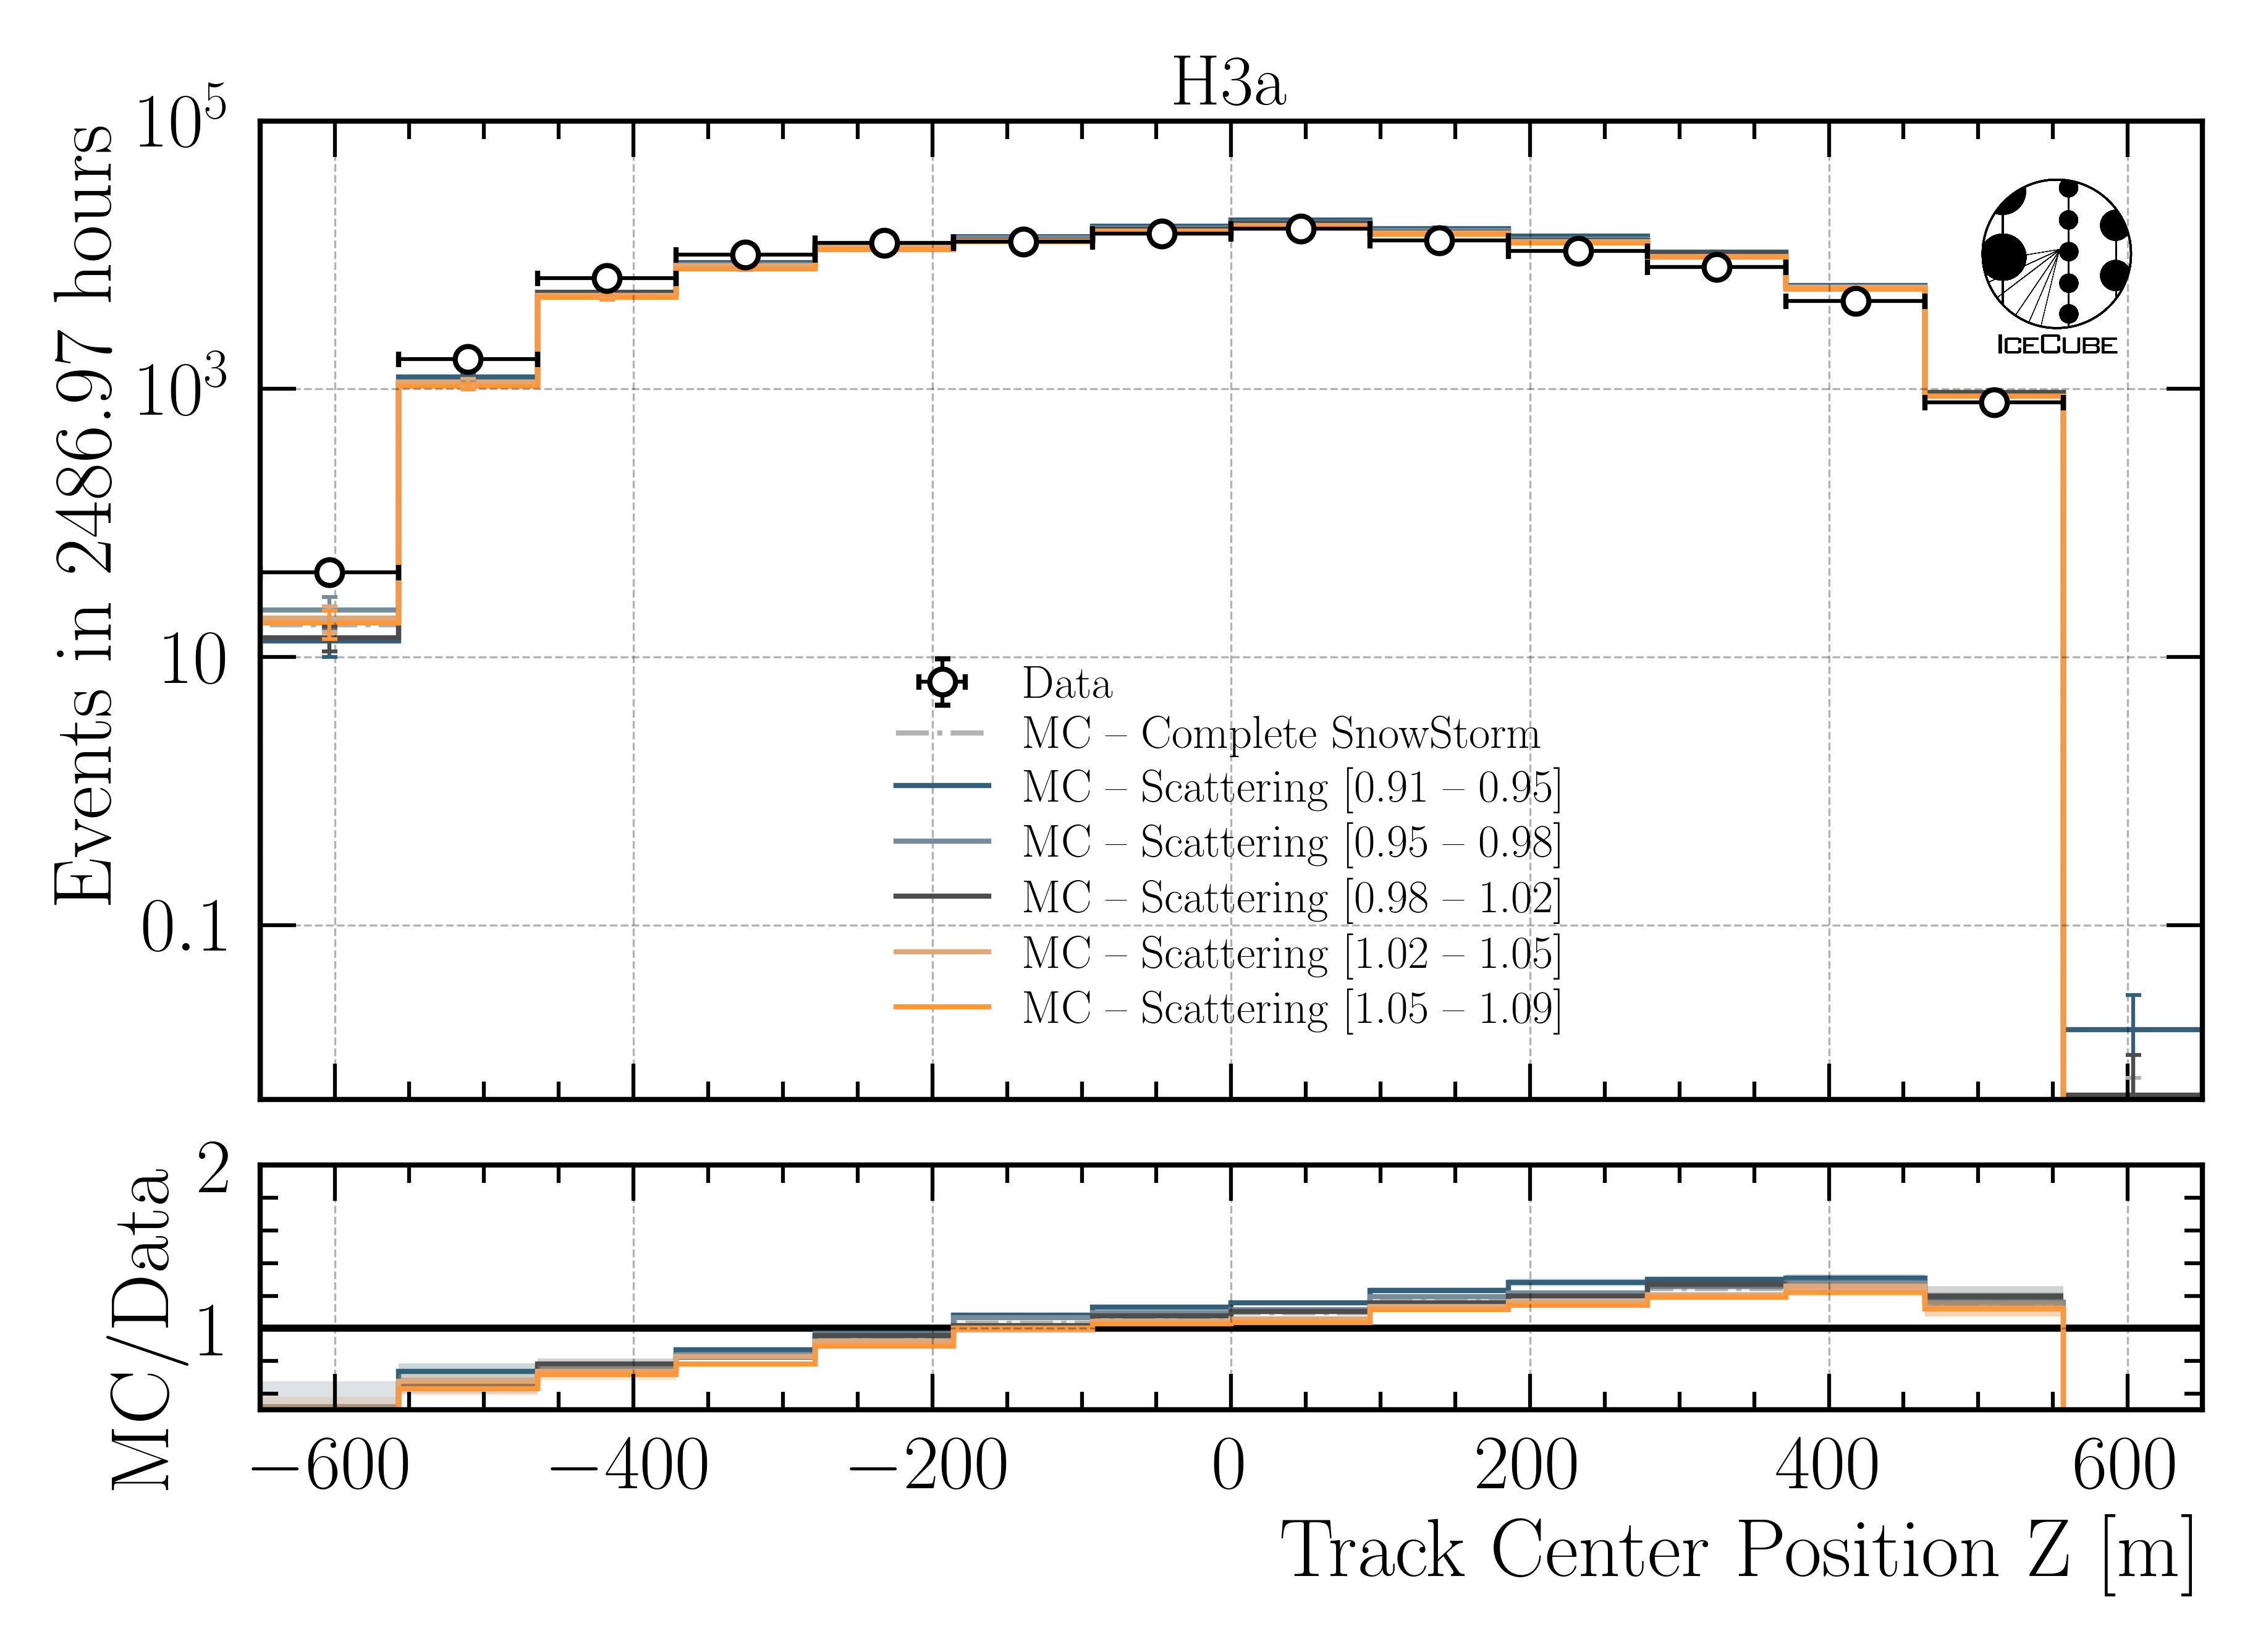 H3a
Events in 2486.97 hours
10^5
10^3
10
0.1
IceCube
Data
MC – Complete SnowStorm
MC – Scattering [0.91 – 0.95]
MC – Scattering [0.95 – 0.98]
MC – Scattering [0.98 – 1.02]
MC – Scattering [1.02 – 1.05]
MC – Scattering [1.05 – 1.09]
MC/Data
2
1
−600 −400 −200 0 200 400 600
Track Center Position Z [m]